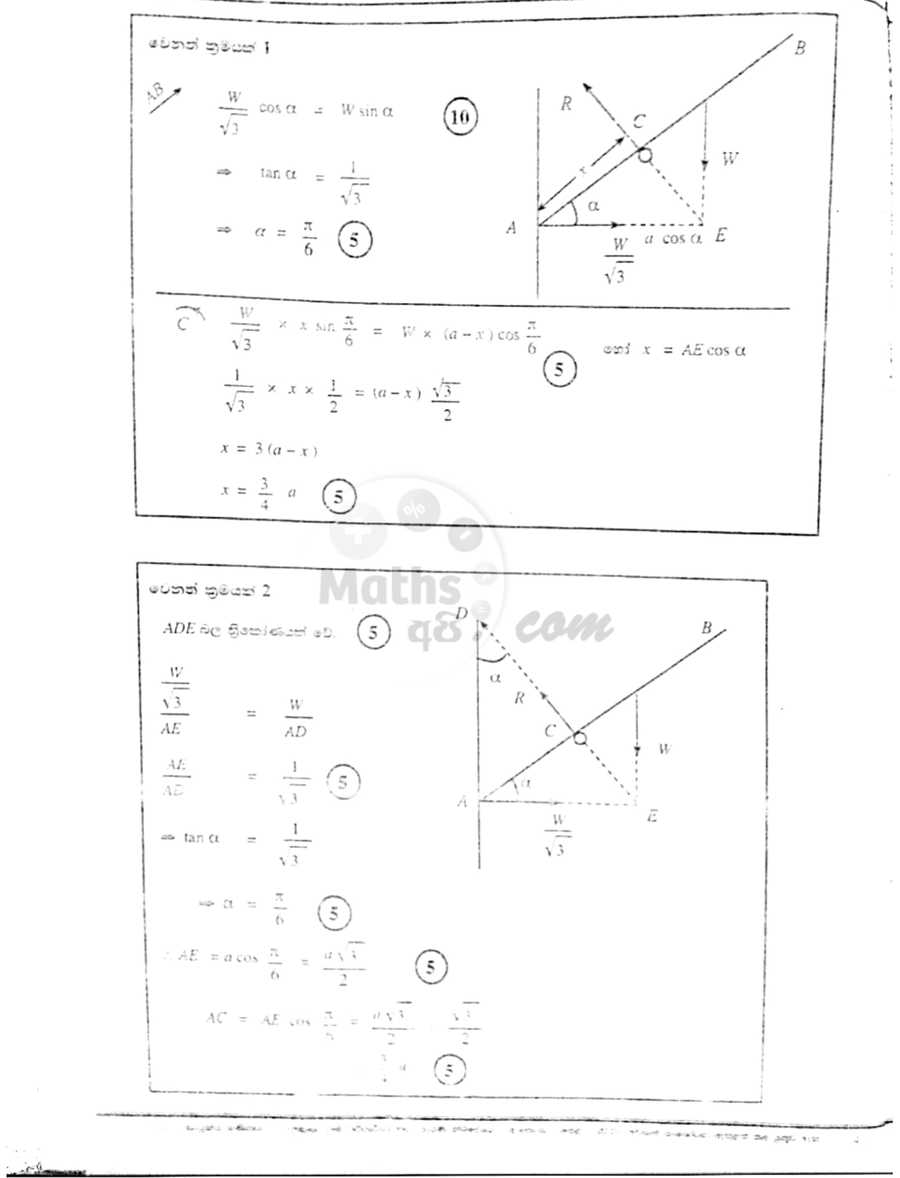 වෙනත් ක්‍රමයක් 1
AB
W/√3 cos α = W sin α (10)
⇒ tan α = 1/√3
⇒ α = π/6 (5)
B
R
C
x
W
α
A
W/√3
a cos α E
C W/√3 × x sin π/6 = W × (a − x) cos π/6 (5) හෝ x = AE cos α
1/√3 × x × 1/2 = (a − x) √3/2
x = 3 (a − x)
x = 3/4 a (5)
Maths
අපි. com
වෙනත් ක්‍රමයක් 2
ADE බල ත්‍රිකෝණයක් වේ. (5)
W/√3 / AE = W/AD
AE/AD = 1/√3 (5)
⇒ tan α = 1/√3
⇒ α = π/6 (5)
∴ AE = a cos π/6 = a√3/2 (5)
AC = AE cos π/6 = a√3/2 √3/2
3/4 a (5)
D
B
α
R
C
W
α
A
E
W/√3